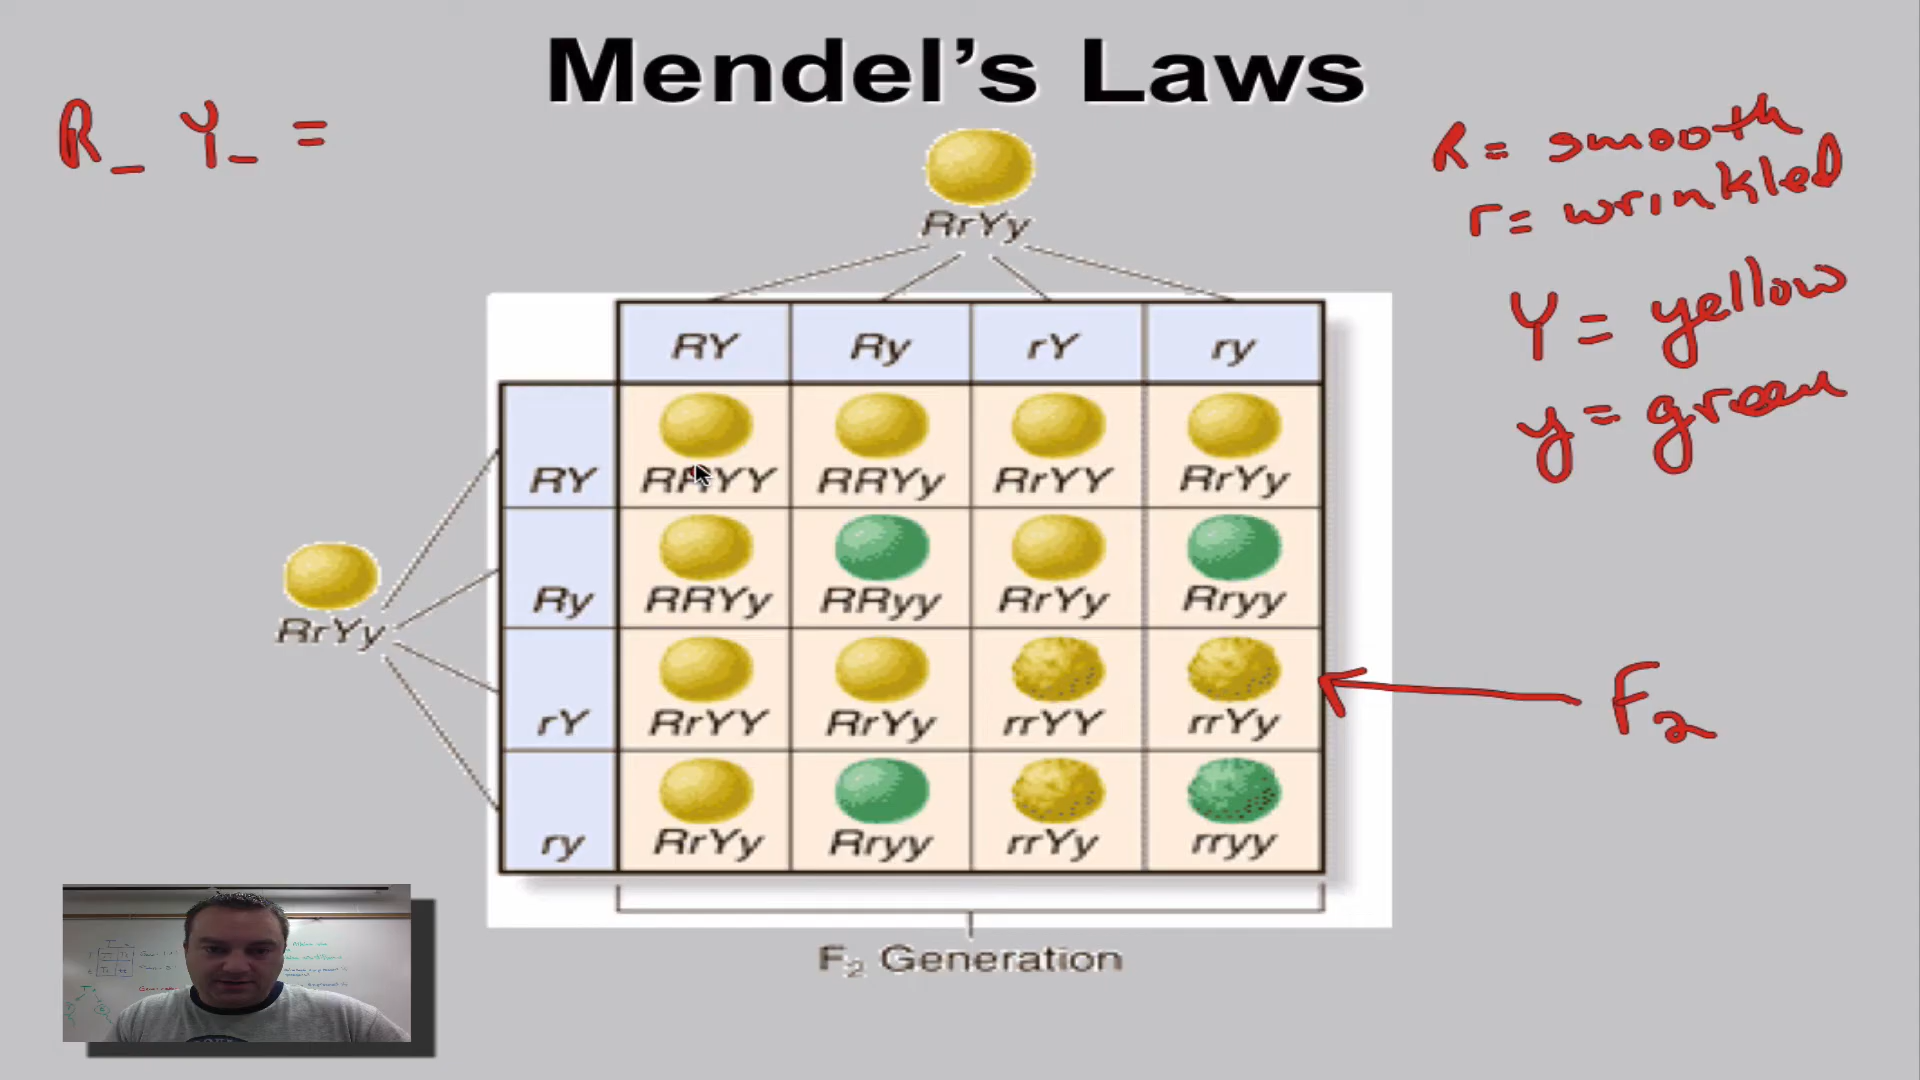 Mendel's Laws
R_ Y_ =
R = smooth
r = wrinkled
Y = yellow
y = green
RrYy
RY Ry rY ry
RY RRYY RRYy RrYY RrYy
Ry RRYy RRyy RrYy Rryy
RrYy
rY RrYY RrYy rrYY rrYy
F₂
ry RrYy Rryy rrYy rryy
F₂ Generation